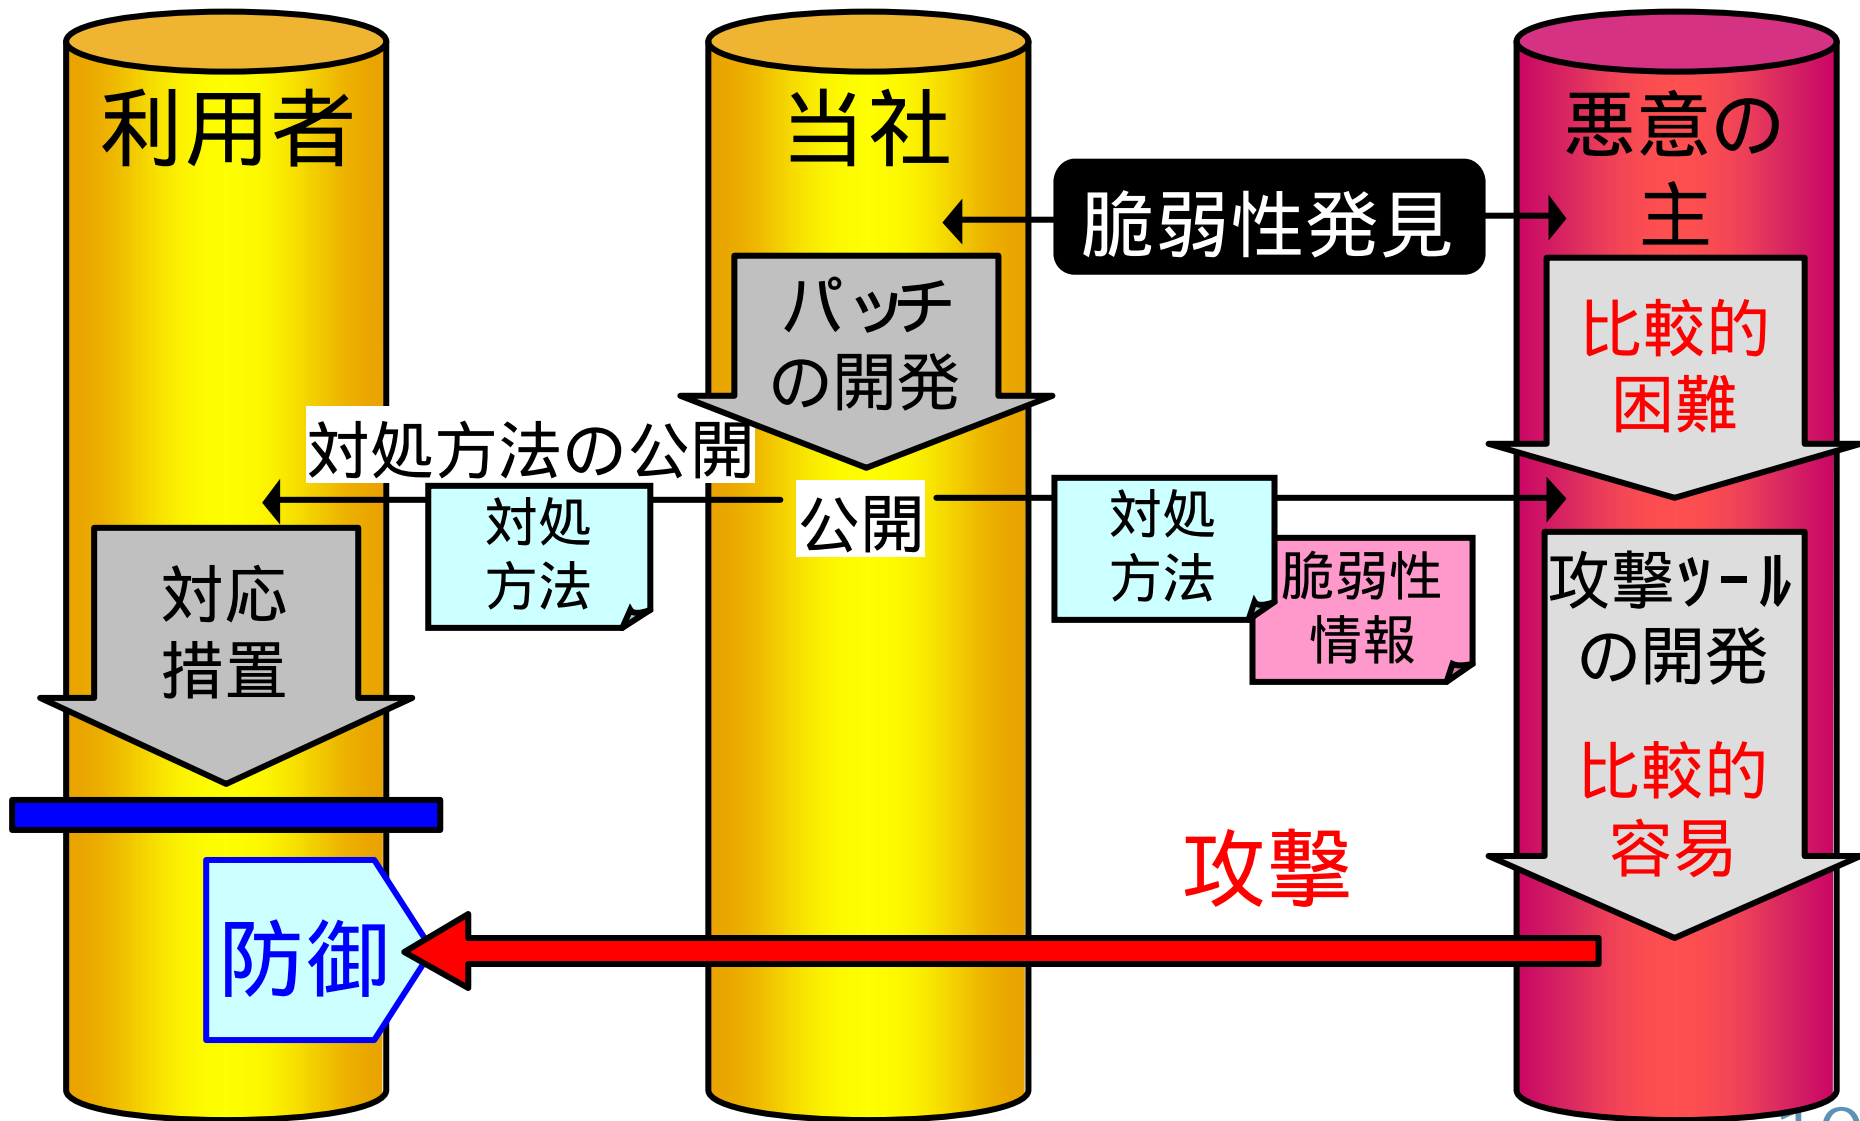 利用者
当社
悪意の
主
脆弱性発見
パッチ
の開発
比較的
困難
対処方法の公開
公開
対処
方法
対処
方法
脆弱性
情報
対応
措置
攻撃ﾂｰﾙ
の開発
比較的
容易
攻撃
防御